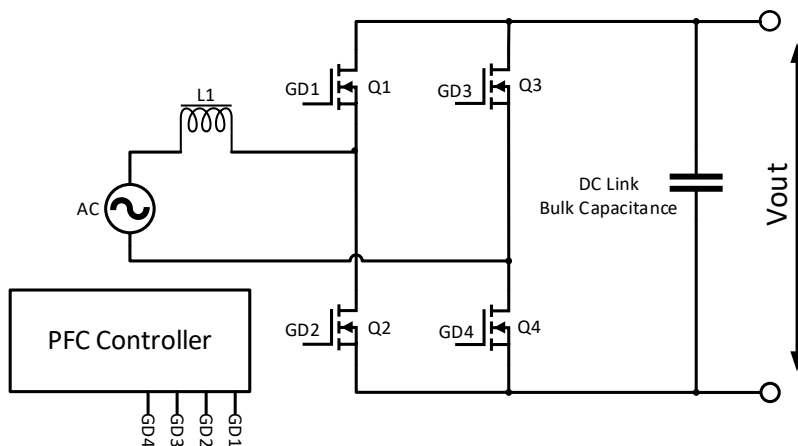 L1
GD1
Q1
GD3
Q3
AC
DC Link
Bulk Capacitance
Vout
GD2
Q2
GD4
Q4
PFC Controller
GD4
GD3
GD2
GD1